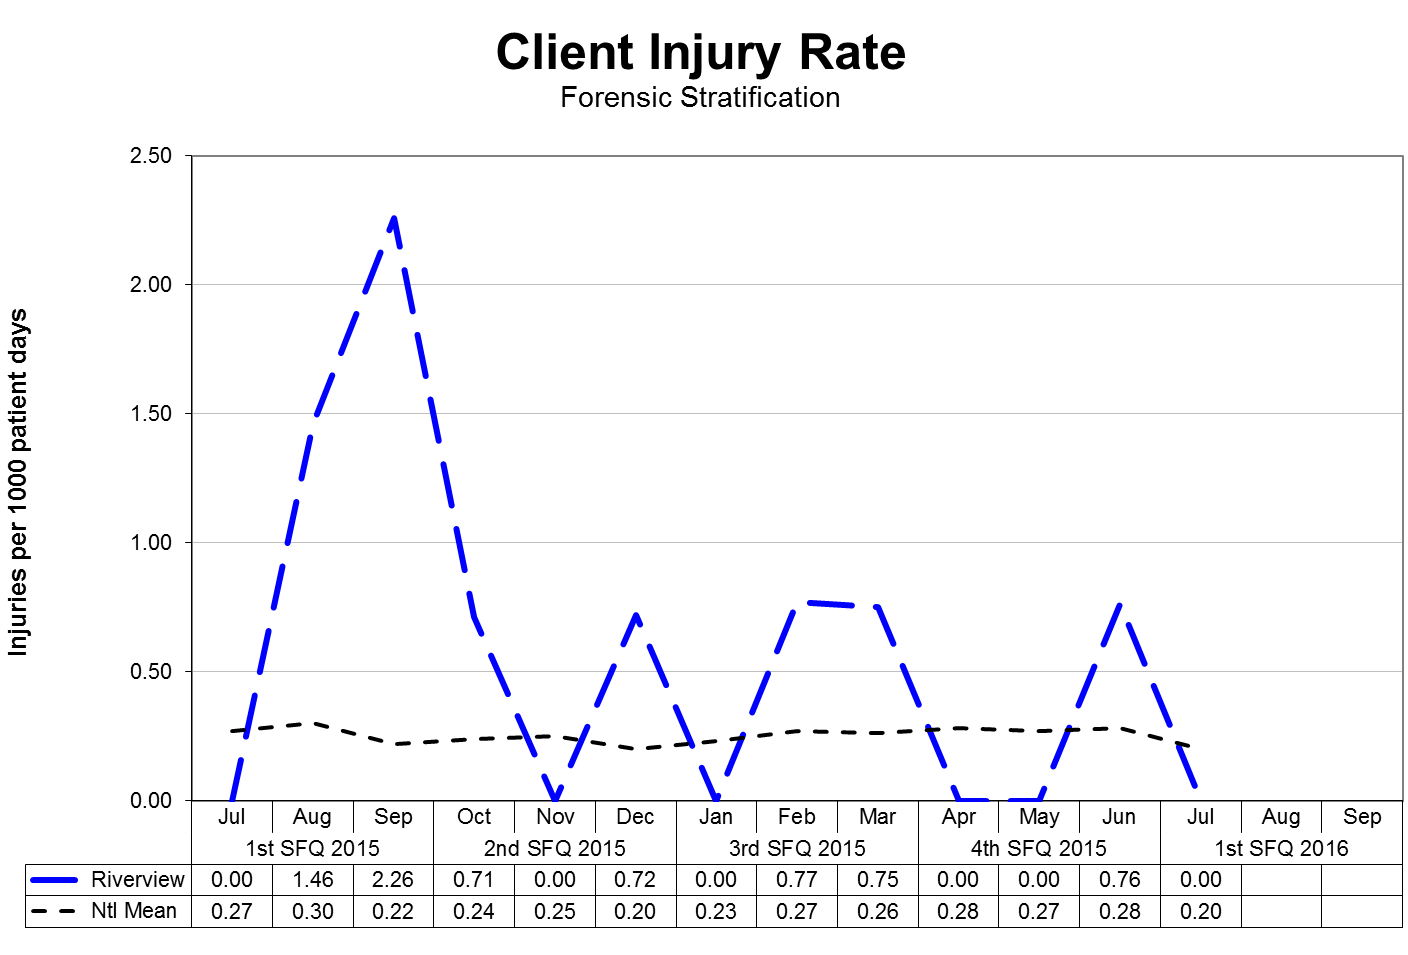 Client Injury Rate
Forensic Stratification
Injuries per 1000 patient days
2.50
2.00
1.50
1.00
0.50
0.00
Jul Aug Sep Oct Nov Dec Jan Feb Mar Apr May Jun Jul Aug Sep
1st SFQ 2015 2nd SFQ 2015 3rd SFQ 2015 4th SFQ 2015 1st SFQ 2016
Riverview 0.00 1.46 2.26 0.71 0.00 0.72 0.00 0.77 0.75 0.00 0.00 0.76 0.00
Ntl Mean 0.27 0.30 0.22 0.24 0.25 0.20 0.23 0.27 0.26 0.28 0.27 0.28 0.20